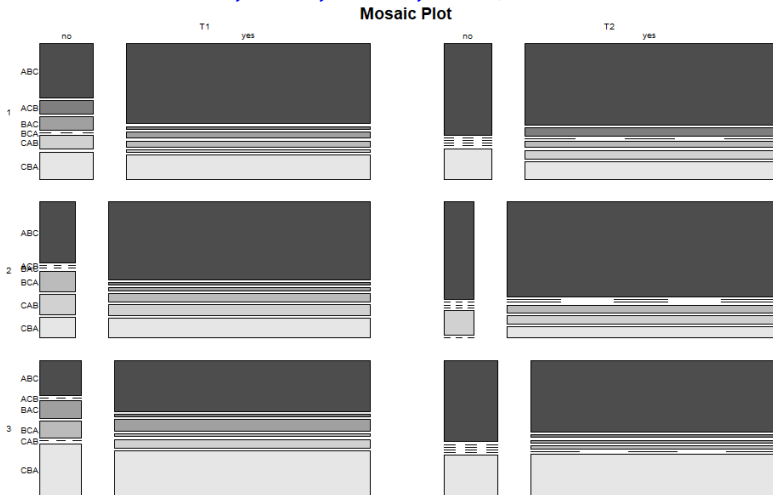 Mosaic Plot
T1 T2
no yes no yes
1
ABC
ACB
BAC
BCA
CAB
CBA
2
ABC
ACB
BAC
BCA
CAB
CBA
3
ABC
ACB
BAC
BCA
CAB
CBA